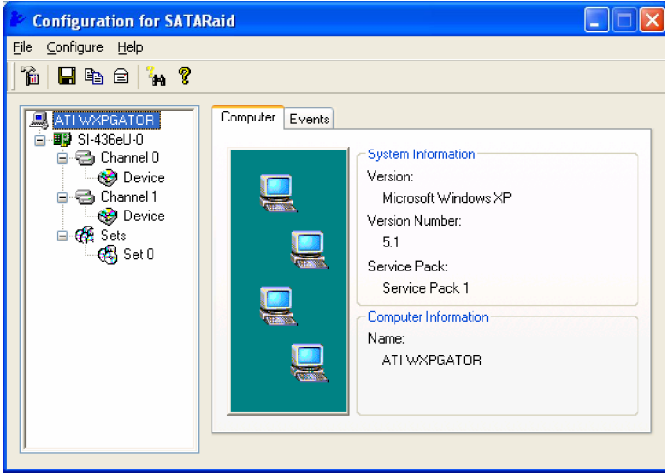 Configuration for SATARaid
File Configure Help
ATI WXPGATOR
SI-436eU-0
Channel 0
Device
Channel 1
Device
Sets
Set 0
Computer Events
System Information
Version:
Microsoft Windows XP
Version Number:
5.1
Service Pack:
Service Pack 1
Computer Information
Name:
ATI WXPGATOR